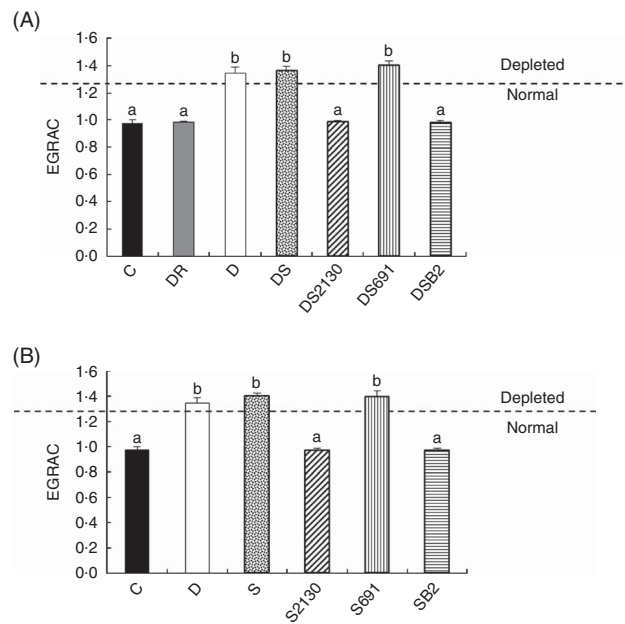 (A)
1·6
1·4
1·2
1·0
0·8
0·6
0·4
0·2
0·0
EGRAC
a
a
b
b
a
b
a
Depleted
Normal
C
DR
D
DS
DS2130
DS691
DSB2
(B)
1·6
1·4
1·2
1·0
0·8
0·6
0·4
0·2
0·0
EGRAC
a
b
b
a
b
a
Depleted
Normal
C
D
S
S2130
S691
SB2